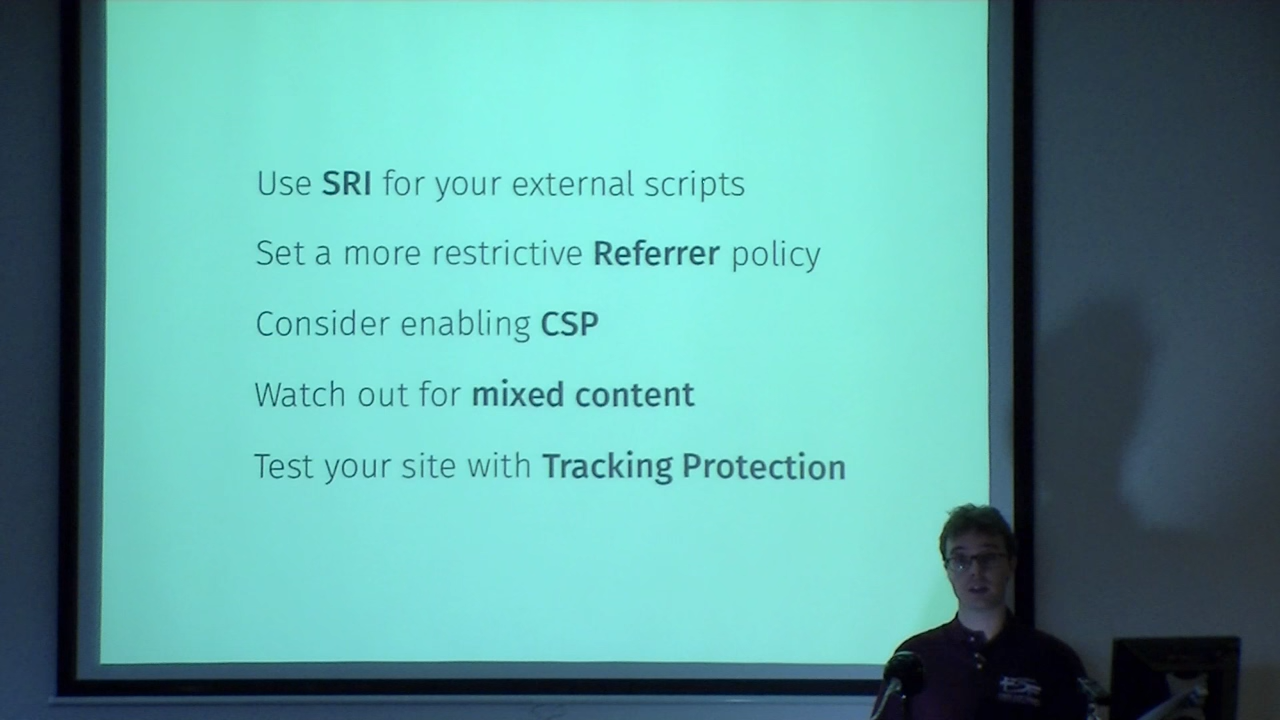 Use SRI for your external scripts
Set a more restrictive Referrer policy
Consider enabling CSP
Watch out for mixed content
Test your site with Tracking Protection